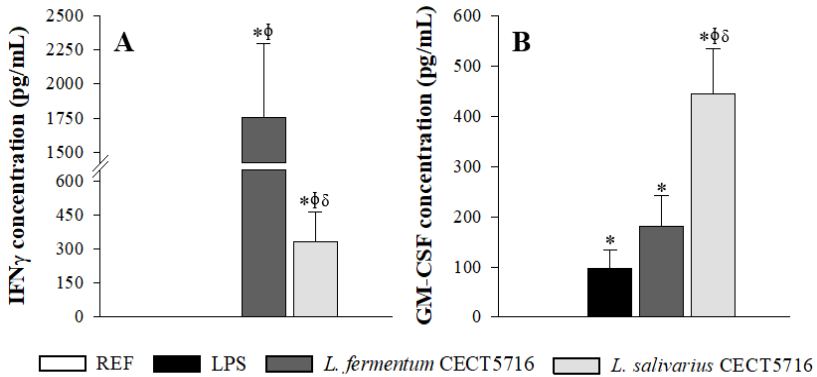 A
IFNγ concentration (pg/mL)
2500
2250
2000
1750
1500
600
450
300
150
0
*ϕ
*ϕδ
B
GM-CSF concentration (pg/mL)
600
500
400
300
200
100
0
*
*
*ϕδ
REF LPS L. fermentum CECT5716 L. salivarius CECT5716